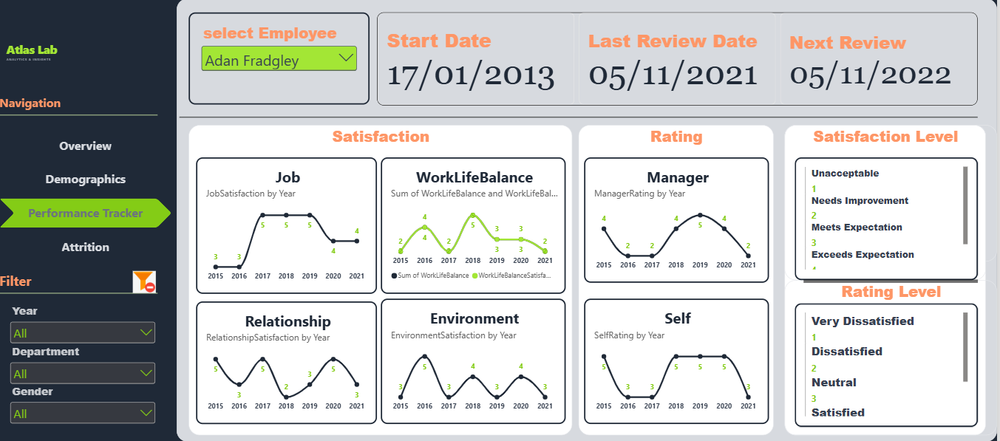 Atlas Lab
ANALYTICS & INSIGHTS
Navigation
Overview
Demographics
Performance Tracker
Attrition
Filter
Year
All
Department
All
Gender
All
select Employee
Adan Fradgley
Start Date
17/01/2013
Last Review Date
05/11/2021
Next Review
05/11/2022
Satisfaction
Job
JobSatisfaction by Year
3 3 5 5 5 4 4
2015 2016 2017 2018 2019 2020 2021
WorkLifeBalance
Sum of WorkLifeBalance and WorkLifeBal...
2 4 2 3 3 2
4 5 3 3
2015 2016 2017 2018 2019 2020 2021
Sum of WorkLifeBalance WorkLifeBalanceSatisfa...
Relationship
RelationshipSatisfaction by Year
5 3 5 2 3 5 3
2015 2016 2017 2018 2019 2020 2021
Environment
EnvironmentSatisfaction by Year
3 5 3 4 3 4 3
2015 2016 2017 2018 2019 2020 2021
Rating
Manager
ManagerRating by Year
4 2 2 4 5 4 2
2015 2016 2017 2018 2019 2020 2021
Self
SelfRating by Year
5 3 3 5 5 5 3
2015 2016 2017 2018 2019 2020 2021
Satisfaction Level
Unacceptable
1
Needs Improvement
2
Meets Expectation
3
Exceeds Expectation
Rating Level
Very Dissatisfied
1
Dissatisfied
2
Neutral
3
Satisfied